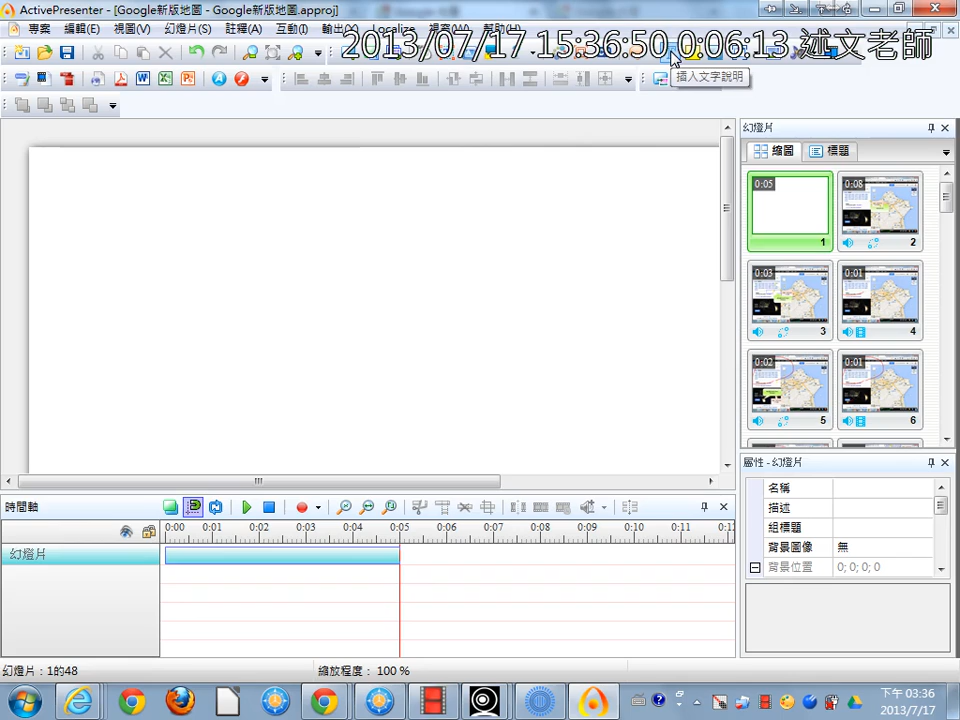 ActivePresenter - [Google新版地圖 - Google新版地圖.approj]
專案 編輯(E) 視圖(V) 幻燈片(S) 註釋(A) 互動(I)
2013/07/17 15:36:50 0:06:13 述文老師
插入文字說明
幻燈片
縮圖 標題
0:05 1
0:08 2
0:03 3
0:01 4
0:02 5
0:01 6
時間軸
0:00 0:01 0:02 0:03 0:04 0:05 0:06 0:07 0:08 0:09 0:10 0:11
幻燈片
屬性 - 幻燈片
名稱
描述
組標題
背景圖像 無
背景位置 0; 0; 0; 0
幻燈片：1的48
縮放程度： 100 %
下午 03:36
2013/7/17